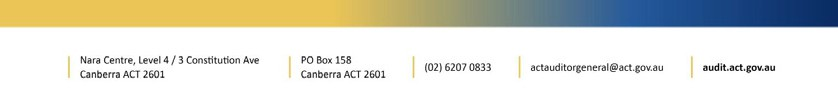 Nara Centre, Level 4 / 3 Constitution Ave
Canberra ACT 2601
PO Box 158
Canberra ACT 2601
(02) 6207 0833
actauditorgeneral@act.gov.au
audit.act.gov.au